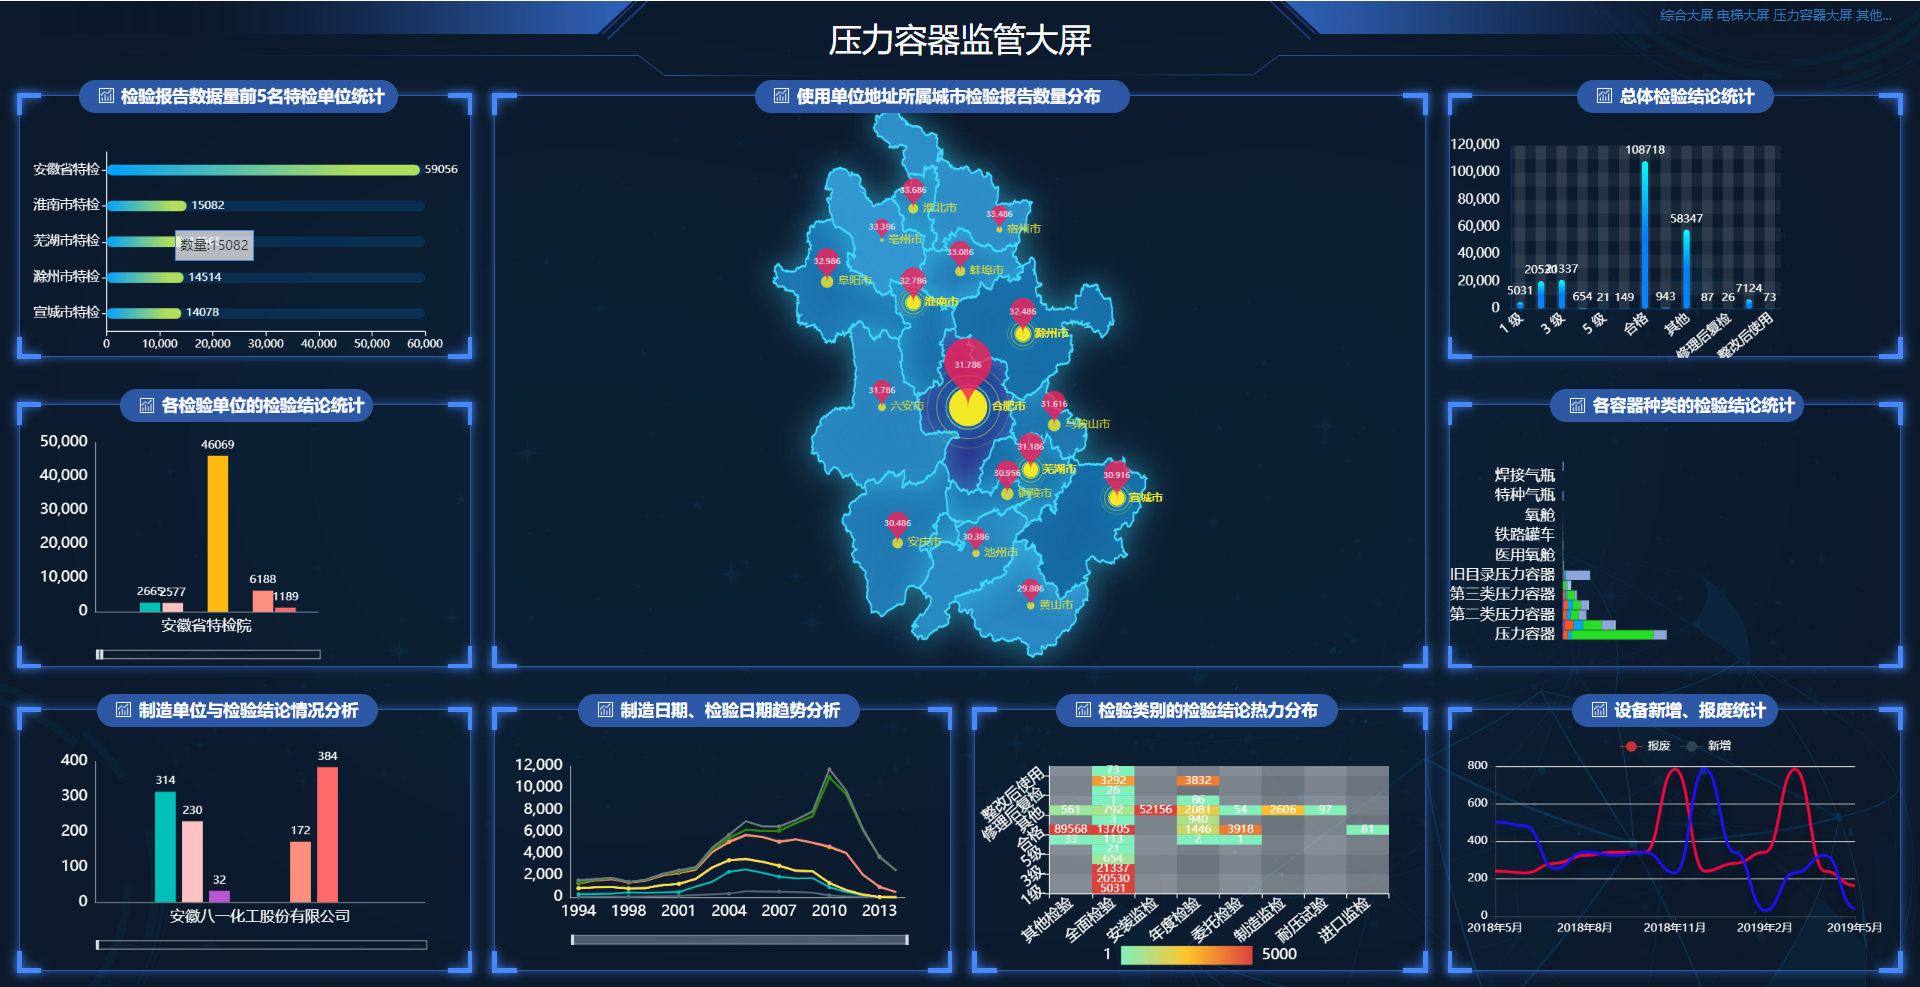 综合大屏 电梯大屏 压力容器大屏 其他...
压力容器监管大屏
检验报告数据量前5名特检单位统计
安徽省特检 59056
淮南市特检 15082
芜湖市特检
数量:15082
滁州市特检 14514
宣城市特检 14078
0 10,000 20,000 30,000 40,000 50,000 60,000
各检验单位的检验结论统计
50,000
40,000
30,000
20,000
10,000
0
46069
2665 2577 6188 1189
安徽省特检院
制造单位与检验结论情况分析
400
300
200
100
0
314 230 32 172 384
安徽八一化工股份有限公司
使用单位地址所属城市检验报告数量分布
33.686
淮北市
33.486
宿州市
33.386
亳州市
33.086
蚌埠市
32.986
阜阳市
32.786
淮南市
32.486
滁州市
31.786
合肥市
31.786
六安市
31.616
马鞍山市
31.186
芜湖市
30.956
铜陵市
30.916
宣城市
30.486
安庆市
30.386
池州市
29.886
黄山市
制造日期、检验日期趋势分析
12,000
10,000
8,000
6,000
4,000
2,000
0
1994 1998 2001 2004 2007 2010 2013
检验类别的检验结论热力分布
整改后使用
修理后复检
其他
合格
5级
3级
1级
73
3292 3832
26
1 86
561 792 52156 2081 54 2606 97
3 940
89568 13705 1446 3918 81
33 113 2 1
21
654
21337
20530
5031
其他检验 全面检验 安装监检 年度检验 委托检验 制造监检 耐压试验 进口监检
1 5000
总体检验结论统计
120,000
100,000
80,000
60,000
40,000
20,000
0
5031 20530 21337 654 21 149 108718 943 58347 87 26 7124 73
1 级 3 级 5 级 合格 其他 修理后复检 整改后使用
各容器种类的检验结论统计
焊接气瓶
特种气瓶
氧舱
铁路罐车
医用氧舱
旧目录压力容器
第三类压力容器
第二类压力容器
压力容器
设备新增、报废统计
报废 新增
800
600
400
200
0
2018年5月 2018年8月 2018年11月 2019年2月 2019年5月